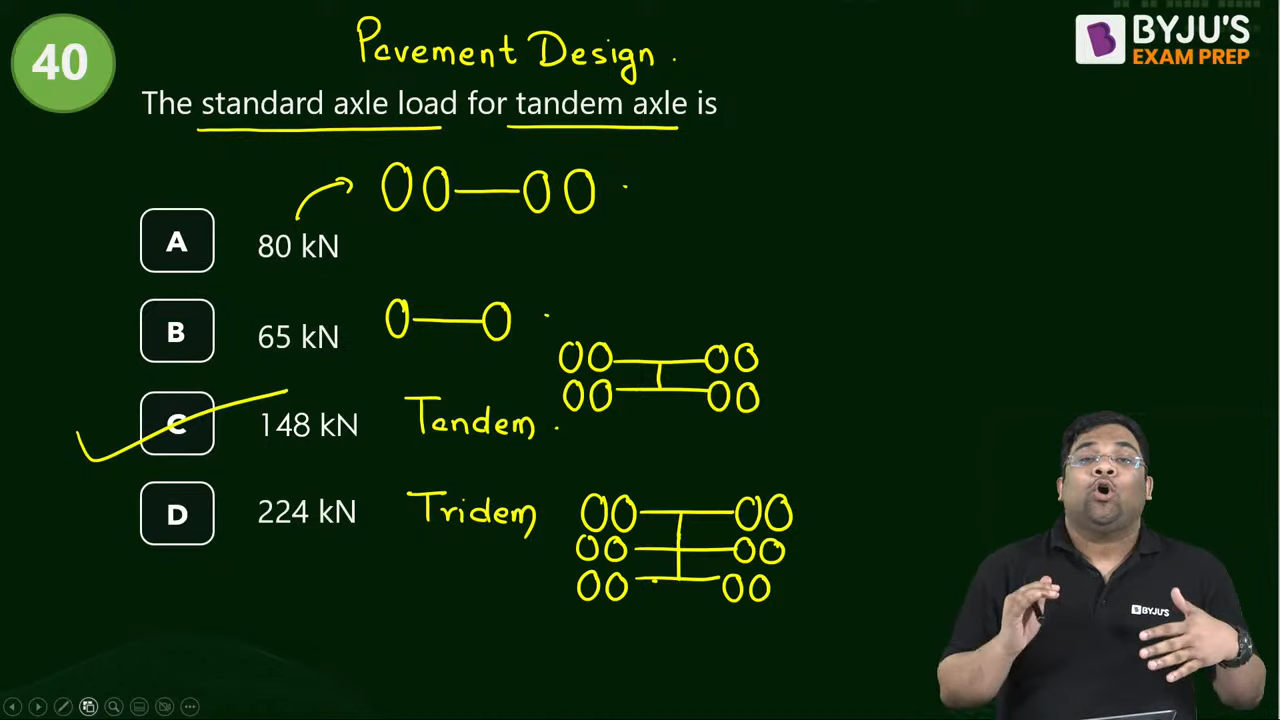 40
Pavement Design.
BYJU'S
EXAM PREP
The standard axle load for tandem axle is
A 80 kN
B 65 kN
C 148 kN Tandem.
D 224 kN Tridem
BYJU'S